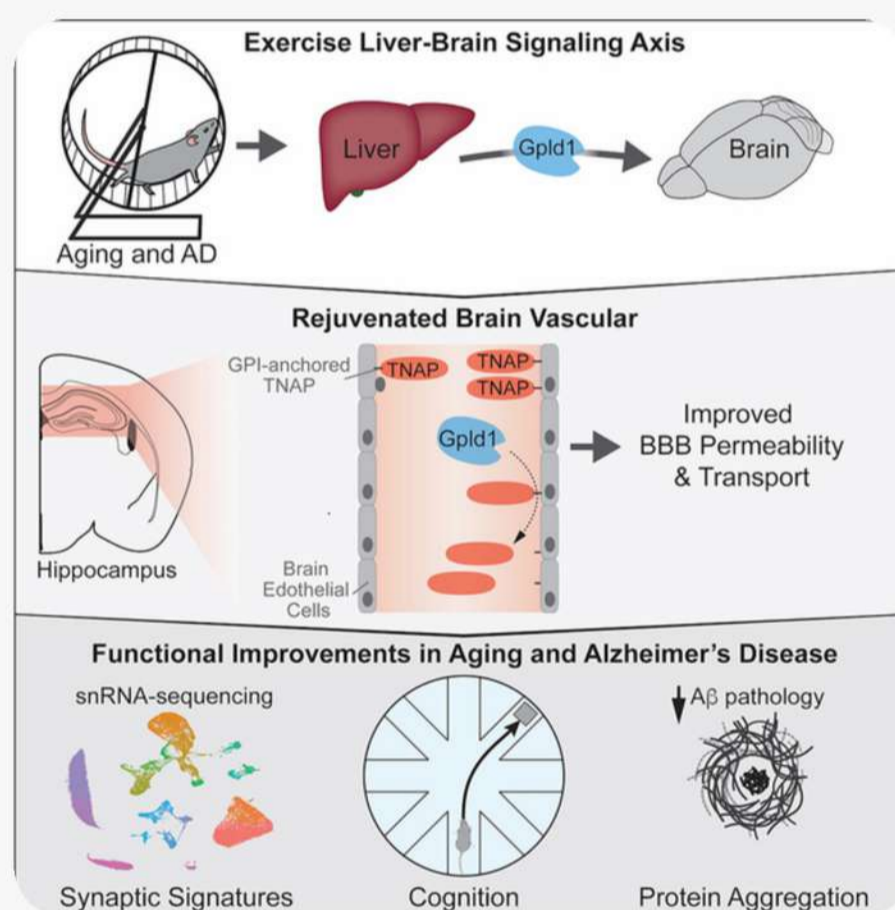 Exercise Liver-Brain Signaling Axis
Liver
Gpld1
Brain
Aging and AD
Rejuvenated Brain Vascular
GPI-anchored
TNAP
TNAP
TNAP
TNAP
Gpld1
Improved
BBB Permeability
& Transport
Hippocampus
Brain
Edothelial
Cells
Functional Improvements in Aging and Alzheimer's Disease
snRNA-sequencing
Aβ pathology
Synaptic Signatures
Cognition
Protein Aggregation